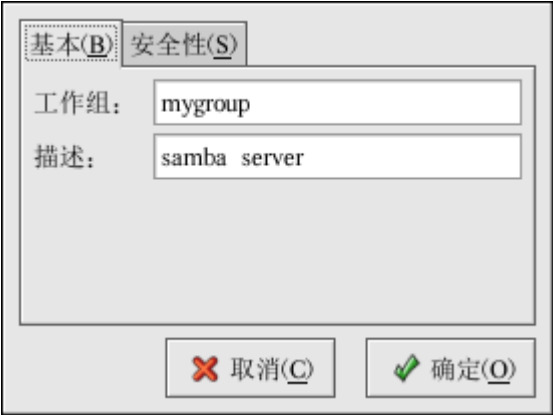 基本(B) 安全性(S)
工作组: mygroup
描述: samba server
取消(C) 确定(O)